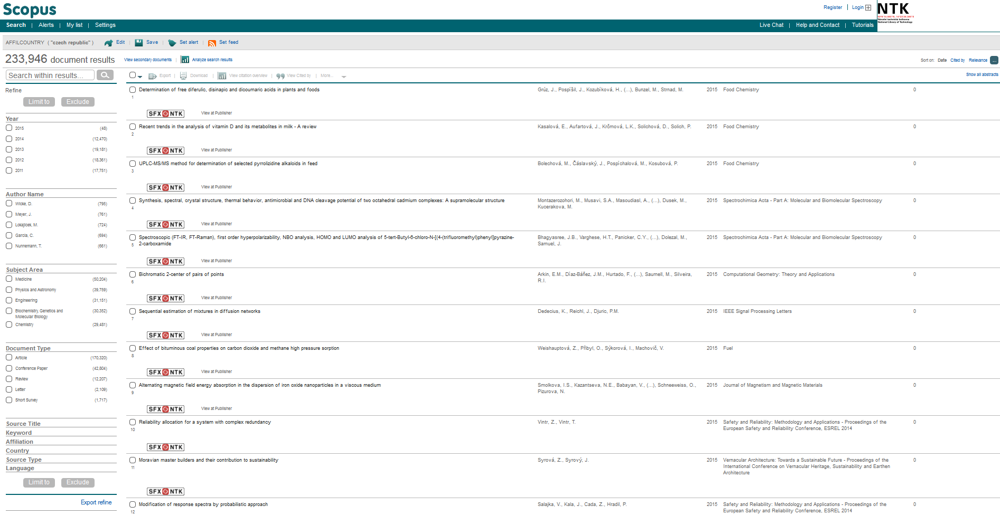 Scopus
Register | Login
NTK
50°6'14.083"N, 14°23'26.365"E
Národní technická knihovna
National Library of Technology
Search | Alerts | My list | Settings
Live Chat | Help and Contact | Tutorials
AFFILCOUNTRY ( "czech republic" ) Edit | Save | Set alert | Set feed
233,946 document results View secondary documents | Analyze search results
Sort on: Date Cited by Relevance ...
Search within results...
Export | Download | View citation overview | View Cited by | More...
Show all abstracts
Refine
Limit to Exclude
Year
2015 (48)
2014 (12,470)
2013 (19,181)
2012 (18,361)
2011 (17,751)
Author Name
Wicke, D. (795)
Meyer, J. (761)
Lokajicek, M. (724)
Garcia, C. (694)
Nunnemann, T. (661)
Subject Area
Medicine (50,204)
Physics and Astronomy (39,759)
Engineering (31,151)
Biochemistry, Genetics and (30,352)
Molecular Biology
Chemistry (29,481)
Document Type
Article (170,320)
Conference Paper (42,804)
Review (12,207)
Letter (2,109)
Short Survey (1,717)
Source Title
Keyword
Affiliation
Country
Source Type
Language
Limit to Exclude
Export refine
Determination of free diferulic, disinapic and dicoumaric acids in plants and foods Grúz, J., Pospíšil, J., Kozubíková, H., (...), Bunzel, M., Strnad, M. 2015 Food Chemistry 0
1
SFX NTK View at Publisher
Recent trends in the analysis of vitamin D and its metabolites in milk - A review Kasalová, E., Aufartová, J., Krčmová, L.K., Solichová, D., Solich, P. 2015 Food Chemistry 0
2
SFX NTK View at Publisher
UPLC-MS/MS method for determination of selected pyrrolizidine alkaloids in feed Bolechová, M., Čáslavský, J., Pospíchalová, M., Kosubová, P. 2015 Food Chemistry 0
3
SFX NTK View at Publisher
Synthesis, spectral, crystal structure, thermal behavior, antimicrobial and DNA cleavage potential of two octahedral cadmium complexes: A supramolecular structure Montazerozohori, M., Musavi, S.A., Masoudiasl, A., (...), Dusek, M., 2015 Spectrochimica Acta - Part A: Molecular and Biomolecular Spectroscopy 0
4 Kucerakova, M.
SFX NTK View at Publisher
Spectroscopic (FT-IR, FT-Raman), first order hyperpolarizability, NBO analysis, HOMO and LUMO analysis of 5-tert-Butyl-6-chloro-N-[(4-(trifluoromethyl)phenyl]pyrazine- Bhagyasree, J.B., Varghese, H.T., Panicker, C.Y., (...), Dolezal, M., 2015 Spectrochimica Acta - Part A: Molecular and Biomolecular Spectroscopy 0
5 2-carboxamide Samuel, J.
SFX NTK View at Publisher
Bichromatic 2-center of pairs of points Arkin, E.M., Díaz-Báñez, J.M., Hurtado, F., (...), Saumell, M., Silveira, 2015 Computational Geometry: Theory and Applications 0
6 R.I.
SFX NTK View at Publisher
Sequential estimation of mixtures in diffusion networks Dedecius, K., Reichl, J., Djuric, P.M. 2015 IEEE Signal Processing Letters 0
7
SFX NTK View at Publisher
Effect of bituminous coal properties on carbon dioxide and methane high pressure sorption Weishauptová, Z., Přibyl, O., Sýkorová, I., Machovič, V. 2015 Fuel 0
8
SFX NTK View at Publisher
Alternating magnetic field energy absorption in the dispersion of iron oxide nanoparticles in a viscous medium Smolkova, I.S., Kazantseva, N.E., Babayan, V., (...), Schneeweiss, O., 2015 Journal of Magnetism and Magnetic Materials 0
9 Pizurova, N.
SFX NTK View at Publisher
Reliability allocation for a system with complex redundancy Vintr, Z., Vintr, T. 2015 Safety and Reliability: Methodology and Applications - Proceedings of the 0
10 European Safety and Reliability Conference, ESREL 2014
SFX NTK
Moravian master builders and their contribution to sustainability Syrová, Z., Syrový, J. 2015 Vernacular Architecture: Towards a Sustainable Future - Proceedings of the 0
11 International Conference on Vernacular Heritage, Sustainability and Earthen
Architecture
SFX NTK
Modification of response spectra by probabilistic approach Salajka, V., Kala, J., Cada, Z., Hradil, P. 2015 Safety and Reliability: Methodology and Applications - Proceedings of the 0
12 European Safety and Reliability Conference, ESREL 2014